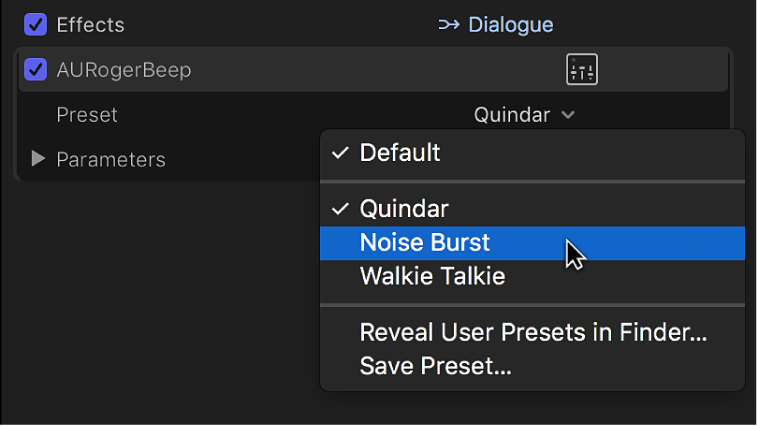 Effects Dialogue
AURogerBeep
Preset Quindar
Parameters
Default
Quindar
Noise Burst
Walkie Talkie
Reveal User Presets in Finder...
Save Preset...